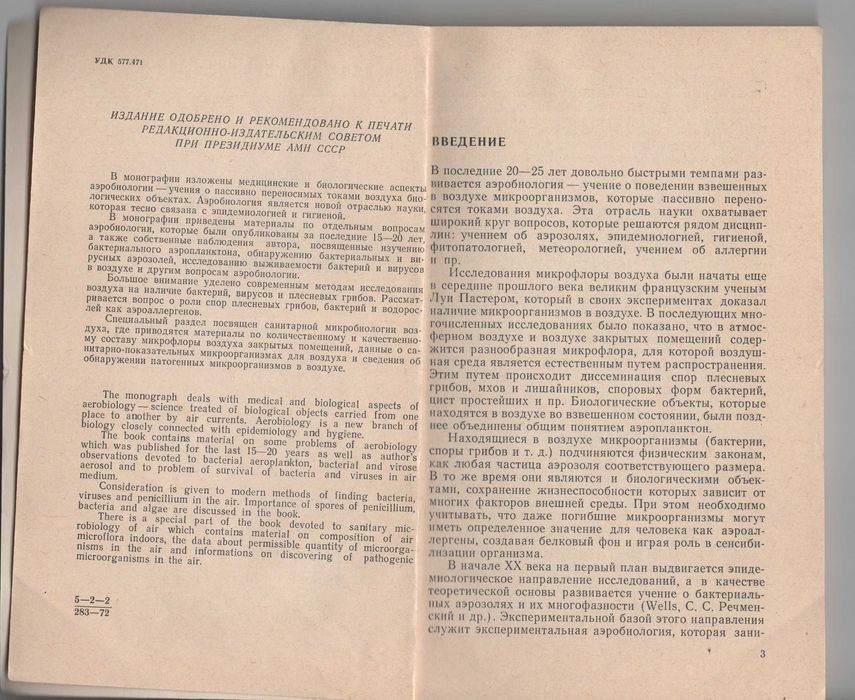 УДК 577.471
ИЗДАНИЕ ОДОБРЕНО И РЕКОМЕНДОВАНО К ПЕЧАТИ
РЕДАКЦИОННО-ИЗДАТЕЛЬСКИМ СОВЕТОМ
ПРИ ПРЕЗИДИУМЕ АМН СССР
В монографии изложены медицинские и биологические аспекты
аэробиологии — учения о пассивно переносимых токами воздуха био-
логических объектах. Аэробиология является новой отраслью науки,
которая тесно связана с эпидемиологией и гигиеной.
В монографии приведены материалы по отдельным вопросам
аэробиологии, которые были опубликованы за последние 15—20 лет,
а также собственные наблюдения автора, посвященные изучению
бактериального аэропланктона, обнаружению бактериальных и ви-
русных аэрозолей, исследованию выживаемости бактерий и вирусов
в воздухе и другим вопросам аэробиологии.
Большое внимание уделено современным методам исследования
воздуха на наличие бактерий, вирусов и плесневых грибов. Рассмат-
ривается вопрос о роли спор плесневых грибов, бактерий и водорос-
лей как аэроаллергенов.
Специальный раздел посвящен санитарной микробиологии воз-
духа, где приводятся материалы по количественному и качественно-
му составу микрофлоры воздуха закрытых помещений, данные о са-
нитарно-показательных микроорганизмах для воздуха и сведения об
обнаружении патогенных микроорганизмов в воздухе.
The monograph deals with medical and biological aspects of
aerobiology — science treated of biological objects carried from one
place to another by air currents. Aerobiology is a new branch of
biology closely connected with epidemiology and hygiene.
The book contains material on some problems of aerobiology
which was published for the last 15—20 years as well as author's
observations devoted to bacterial aeroplankton, bacterial and virose
aerosol and to problem of survival of bacteria and viruses in air
medium.
Consideration is given to modern methods of finding bacteria,
viruses and penicillium in the air. Importance of spores of penicillium,
bacteria and algae are discussed in the book.
There is a special part of the book devoted to sanitary mic-
robiology of air which contains material on composition of air
microflora indoors, the data about permissible quantity of microorga-
nisms in the air and informations on discovering of pathogenic
microorganisms in the air.
5—2—2
283—72
ВВЕДЕНИЕ
В последние 20—25 лет довольно быстрыми темпами раз-
вивается аэробиология — учение о поведении взвешенных
в воздухе микроорганизмов, которые пассивно перено-
сятся токами воздуха. Эта отрасль науки охватывает
широкий круг вопросов, которые решаются рядом дисцип-
лин: учением об аэрозолях, эпидемиологией, гигиеной,
фитопатологией, метеорологией, учением об аллергии
и пр.
Исследования микрофлоры воздуха были начаты еще
в середине прошлого века великим французским ученым
Луи Пастером, который в своих экспериментах доказал
наличие микроорганизмов в воздухе. В последующих мно-
гочисленных исследованиях было показано, что в атмос-
ферном воздухе и воздухе закрытых помещений содер-
жится разнообразная микрофлора, для которой воздуш-
ная среда является естественным путем распространения.
Этим путем происходит диссеминация спор плесневых
грибов, мхов и лишайников, споровых форм бактерий,
цист простейших и пр. Биологические объекты, которые
находятся в воздухе во взвешенном состоянии, были позд-
нее объединены общим понятием аэропланктон.
Находящиеся в воздухе микроорганизмы (бактерии,
споры грибов и т. д.) подчиняются физическим законам,
как любая частица аэрозоля соответствующего размера.
В то же время они являются и биологическими объек-
тами, сохранение жизнеспособности которых зависит от
многих факторов внешней среды. При этом необходимо
учитывать, что даже погибшие микроорганизмы могут
иметь определенное значение для человека как аэроал-
лергены, создавая белковый фон и играя роль в сенсиби-
лизации организма.
В начале XX века на первый план выдвигается эпиде-
миологическое направление исследований, а в качестве
теоретической основы развивается учение о бактериаль-
ных аэрозолях и их многофазности (Wells, С. С. Речмен-
ский и др.). Экспериментальной базой этого направления
служит экспериментальная аэробиология, которая зани-
3